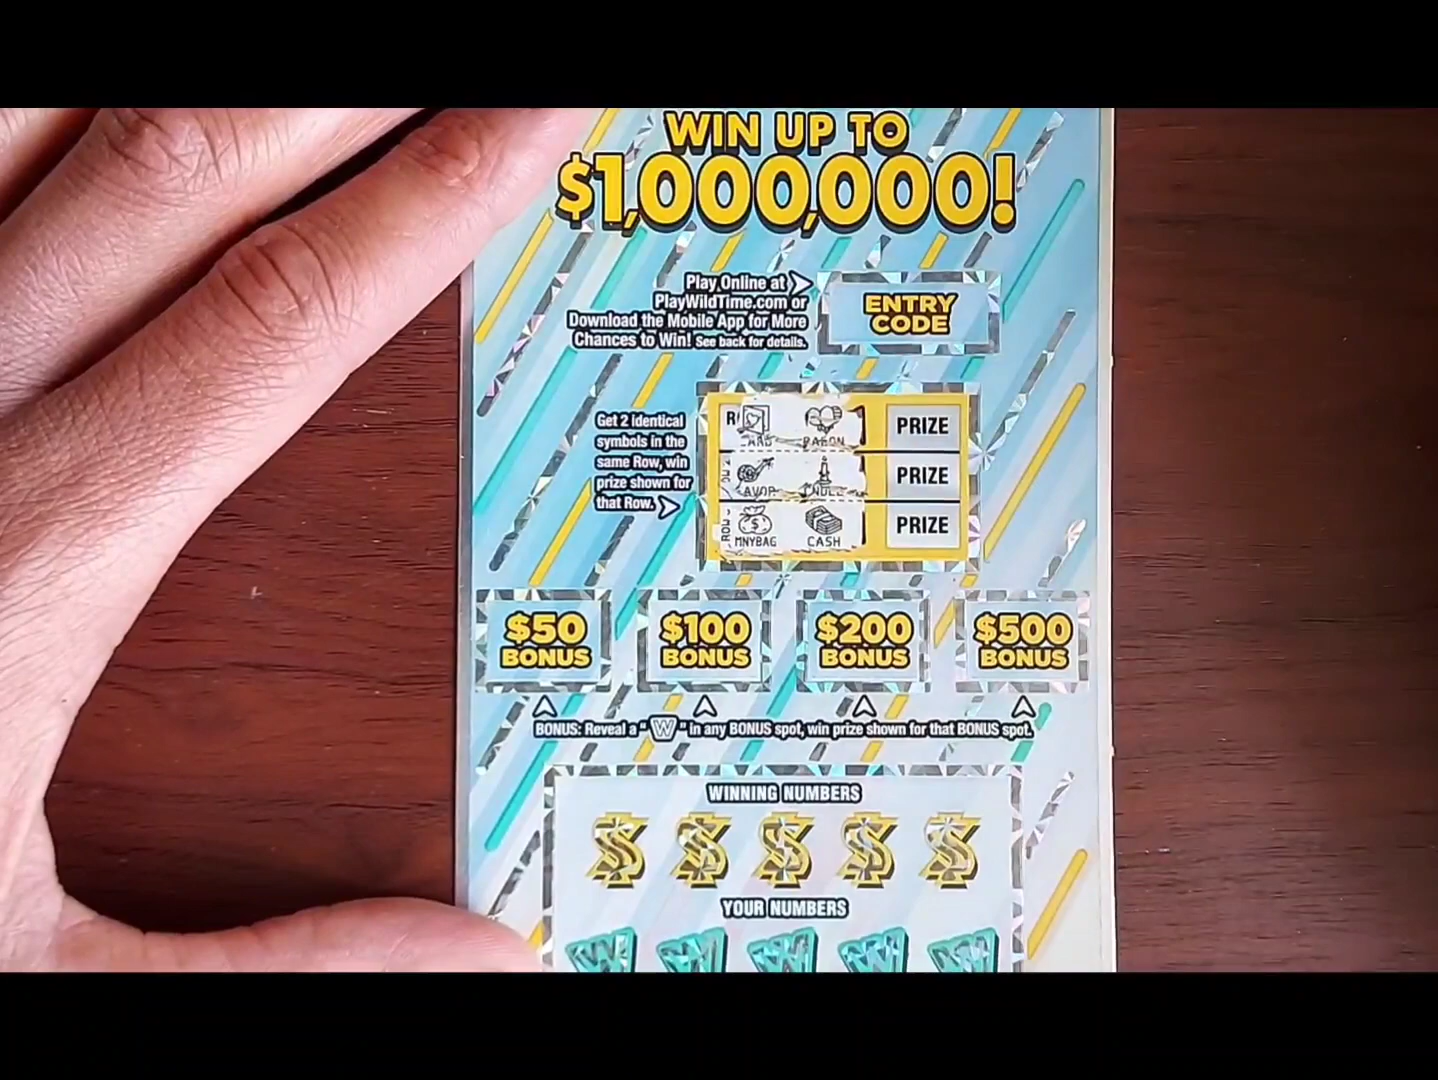 WIN UP TO
$1,000,000!
Play Online at
PlayWildTime.com or
Download the Mobile App for More
Chances to Win! See back for details.
ENTRY
CODE
Get 2 identical
symbols in the
same Row, win
prize shown for
that Row.
PRIZE
PRIZE
MNYBAG CASH PRIZE
$50
BONUS
$100
BONUS
$200
BONUS
$500
BONUS
BONUS: Reveal a "W" in any BONUS spot, win prize shown for that BONUS spot.
WINNING NUMBERS
$ $ $ $ $
YOUR NUMBERS
W W W W W